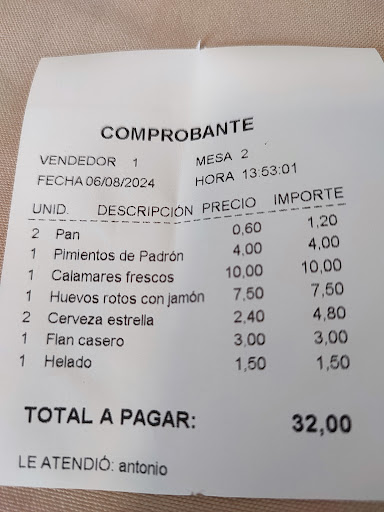 COMPROBANTE
VENDEDOR 1 MESA 2
FECHA 06/08/2024 HORA 13:53:01
UNID. DESCRIPCIÓN PRECIO IMPORTE
2 Pan 0,60 1,20
1 Pimientos de Padrón 4,00 4,00
1 Calamares frescos 10,00 10,00
1 Huevos rotos con jamón 7,50 7,50
2 Cerveza estrella 2,40 4,80
1 Flan casero 3,00 3,00
1 Helado 1,50 1,50
TOTAL A PAGAR: 32,00
LE ATENDIÓ: antonio